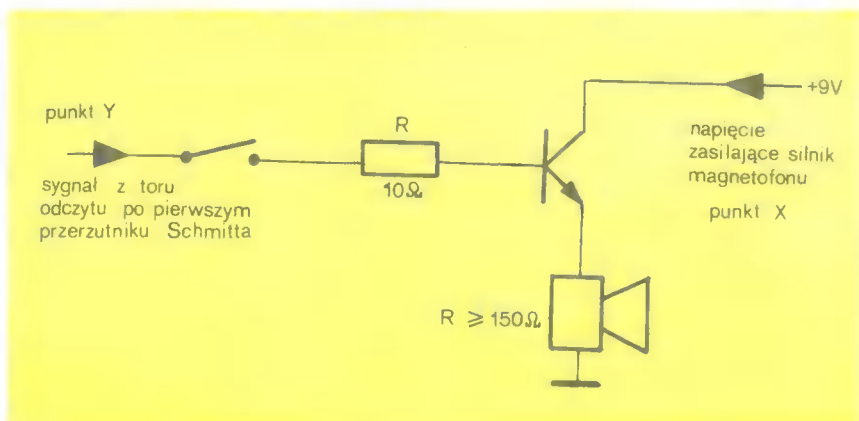 punkt Y
sygnał z toru
odczytu po pierwszym
przerzutniku Schmitta
R
10Ω
+9V
napięcie
zasilające silnik
magnetofonu
punkt X
R ⩾ 150Ω